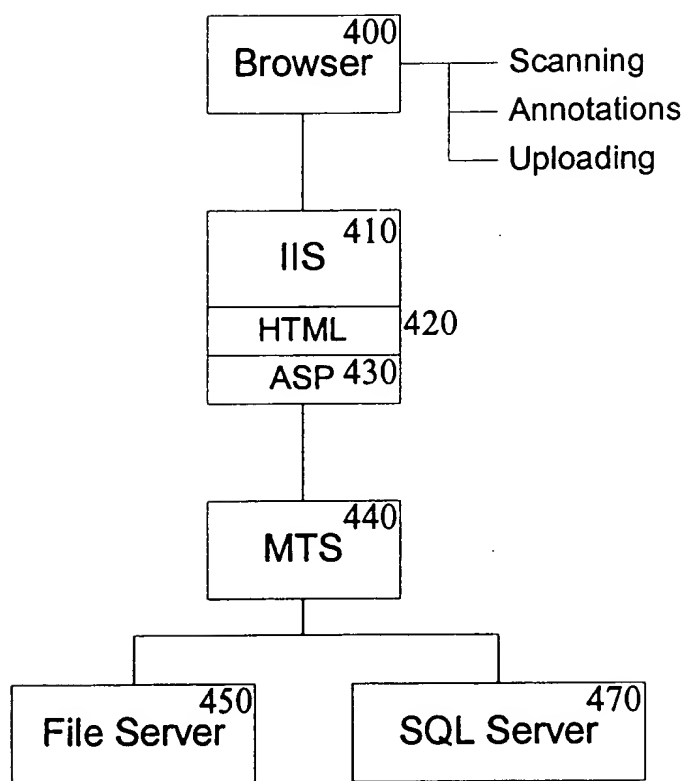 400
Browser
Scanning
Annotations
Uploading
410
IIS
HTML 420
ASP 430
440
MTS
450
File Server
470
SQL Server